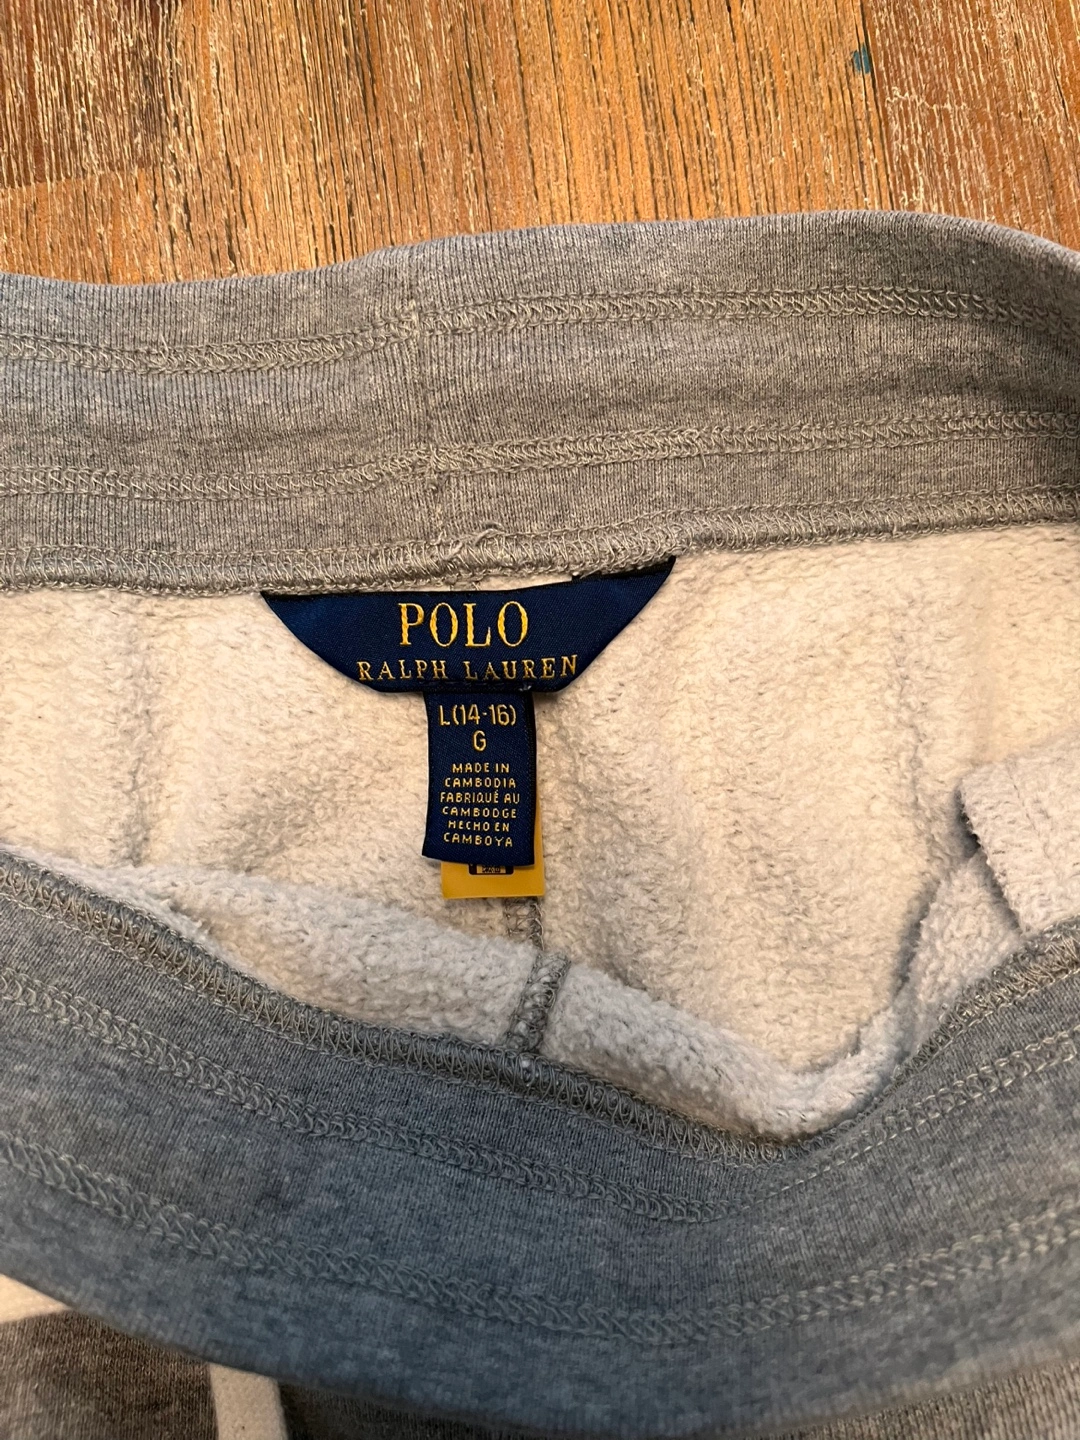 POLO
RALPH LAUREN
L(14-16)
G
MADE IN
CAMBODIA
FABRIQUÉ AU
CAMBODGE
HECHO EN
CAMBOYA